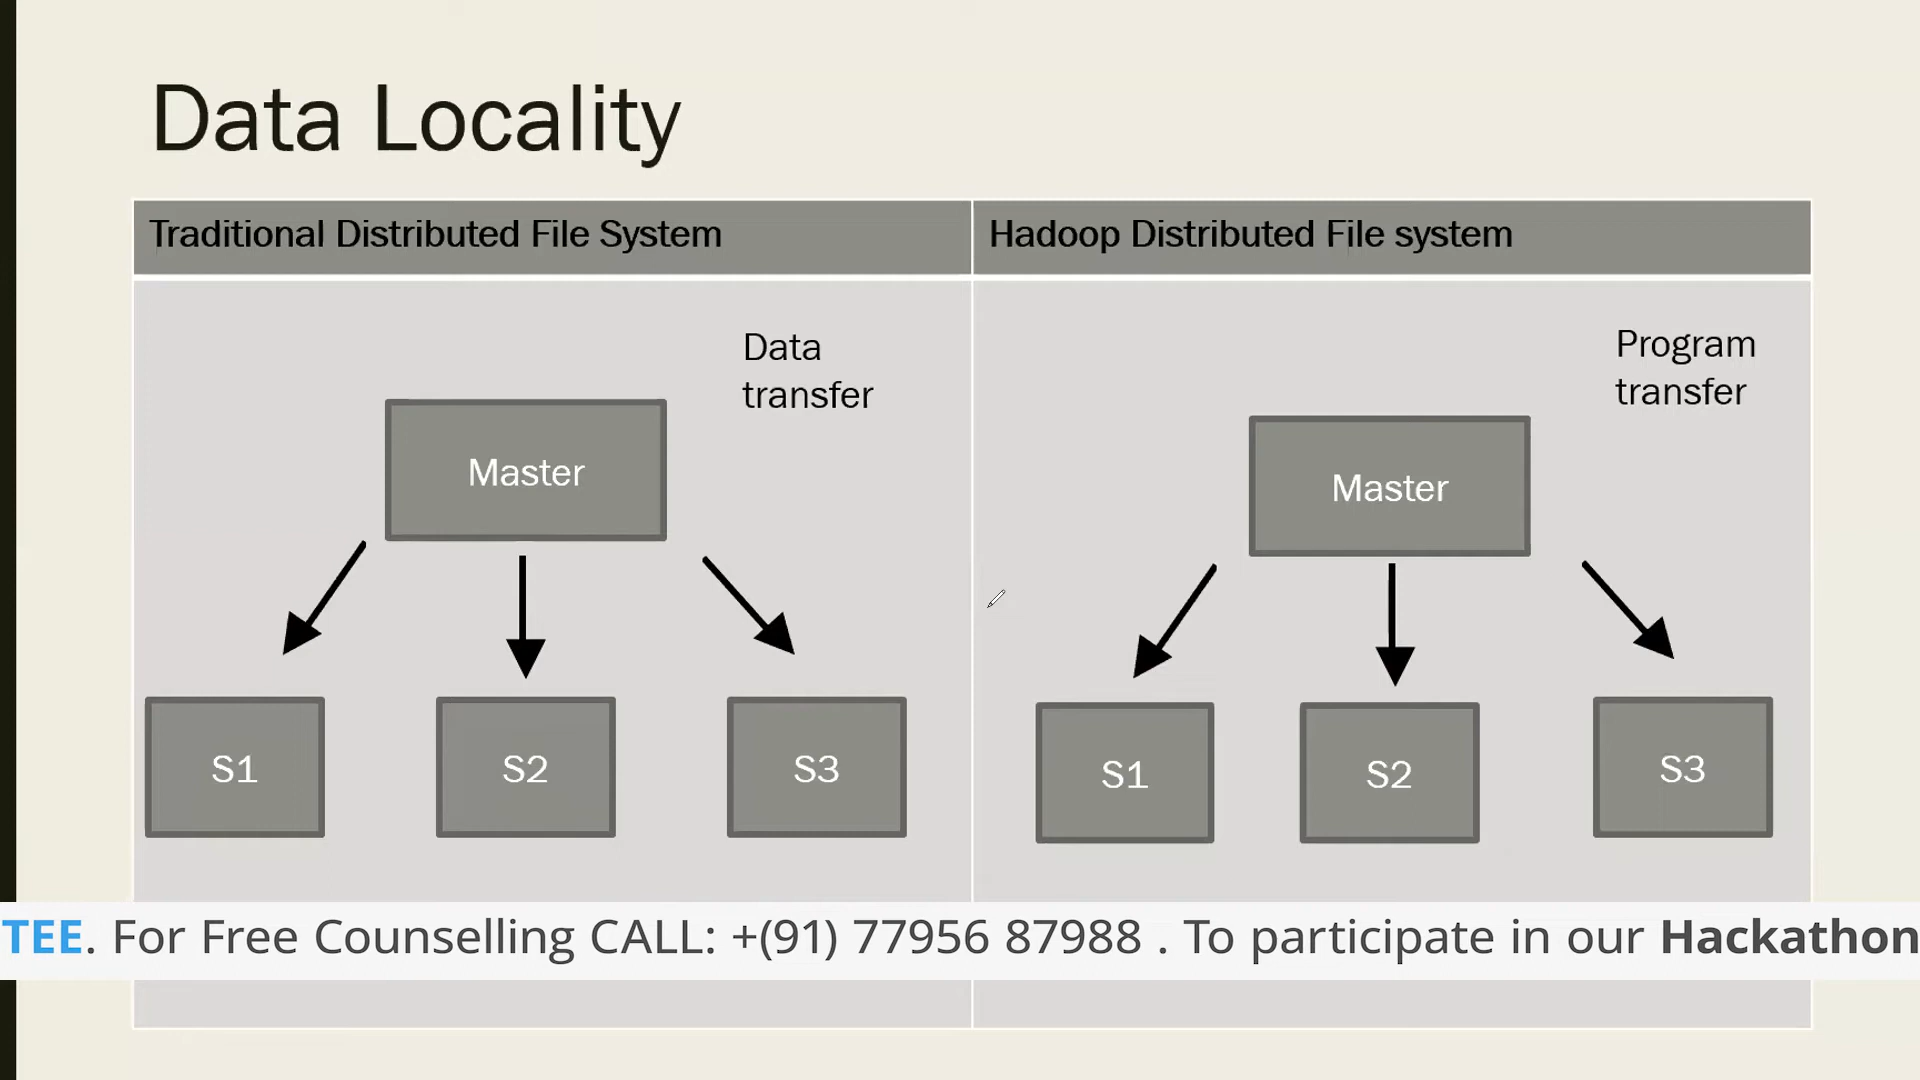 Data Locality
Traditional Distributed File System
Hadoop Distributed File system
Data
transfer
Master
S1
S2
S3
Program
transfer
Master
S1
S2
S3
TEE. For Free Counselling CALL: +(91) 77956 87988 . To participate in our Hackathon